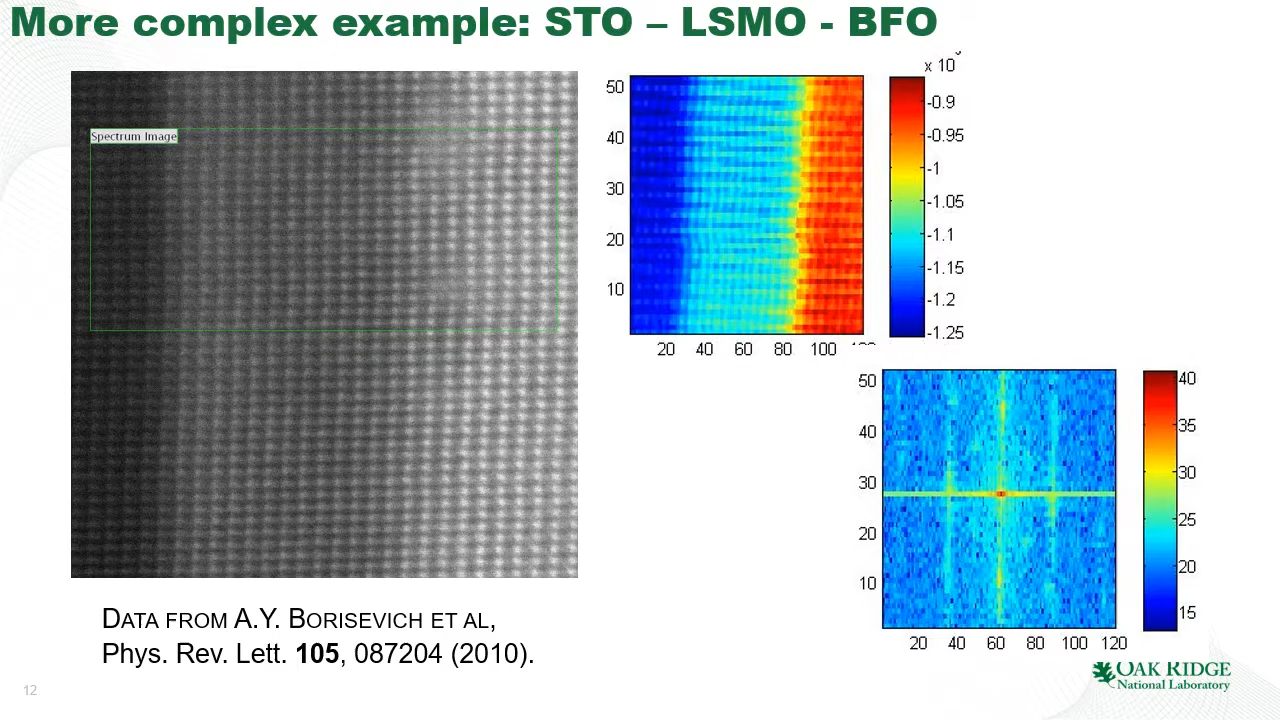 More complex example: STO – LSMO - BFO
Spectrum Image
50
40
30
20
10
20 40 60 80 100
x 10
-0.9
-0.95
-1
-1.05
-1.1
-1.15
-1.2
-1.25
50
40
30
20
10
20 40 60 80 100 120
40
35
30
25
20
15
DATA FROM A.Y. BORISEVICH ET AL,
Phys. Rev. Lett. 105, 087204 (2010).
12
OAK RIDGE
National Laboratory